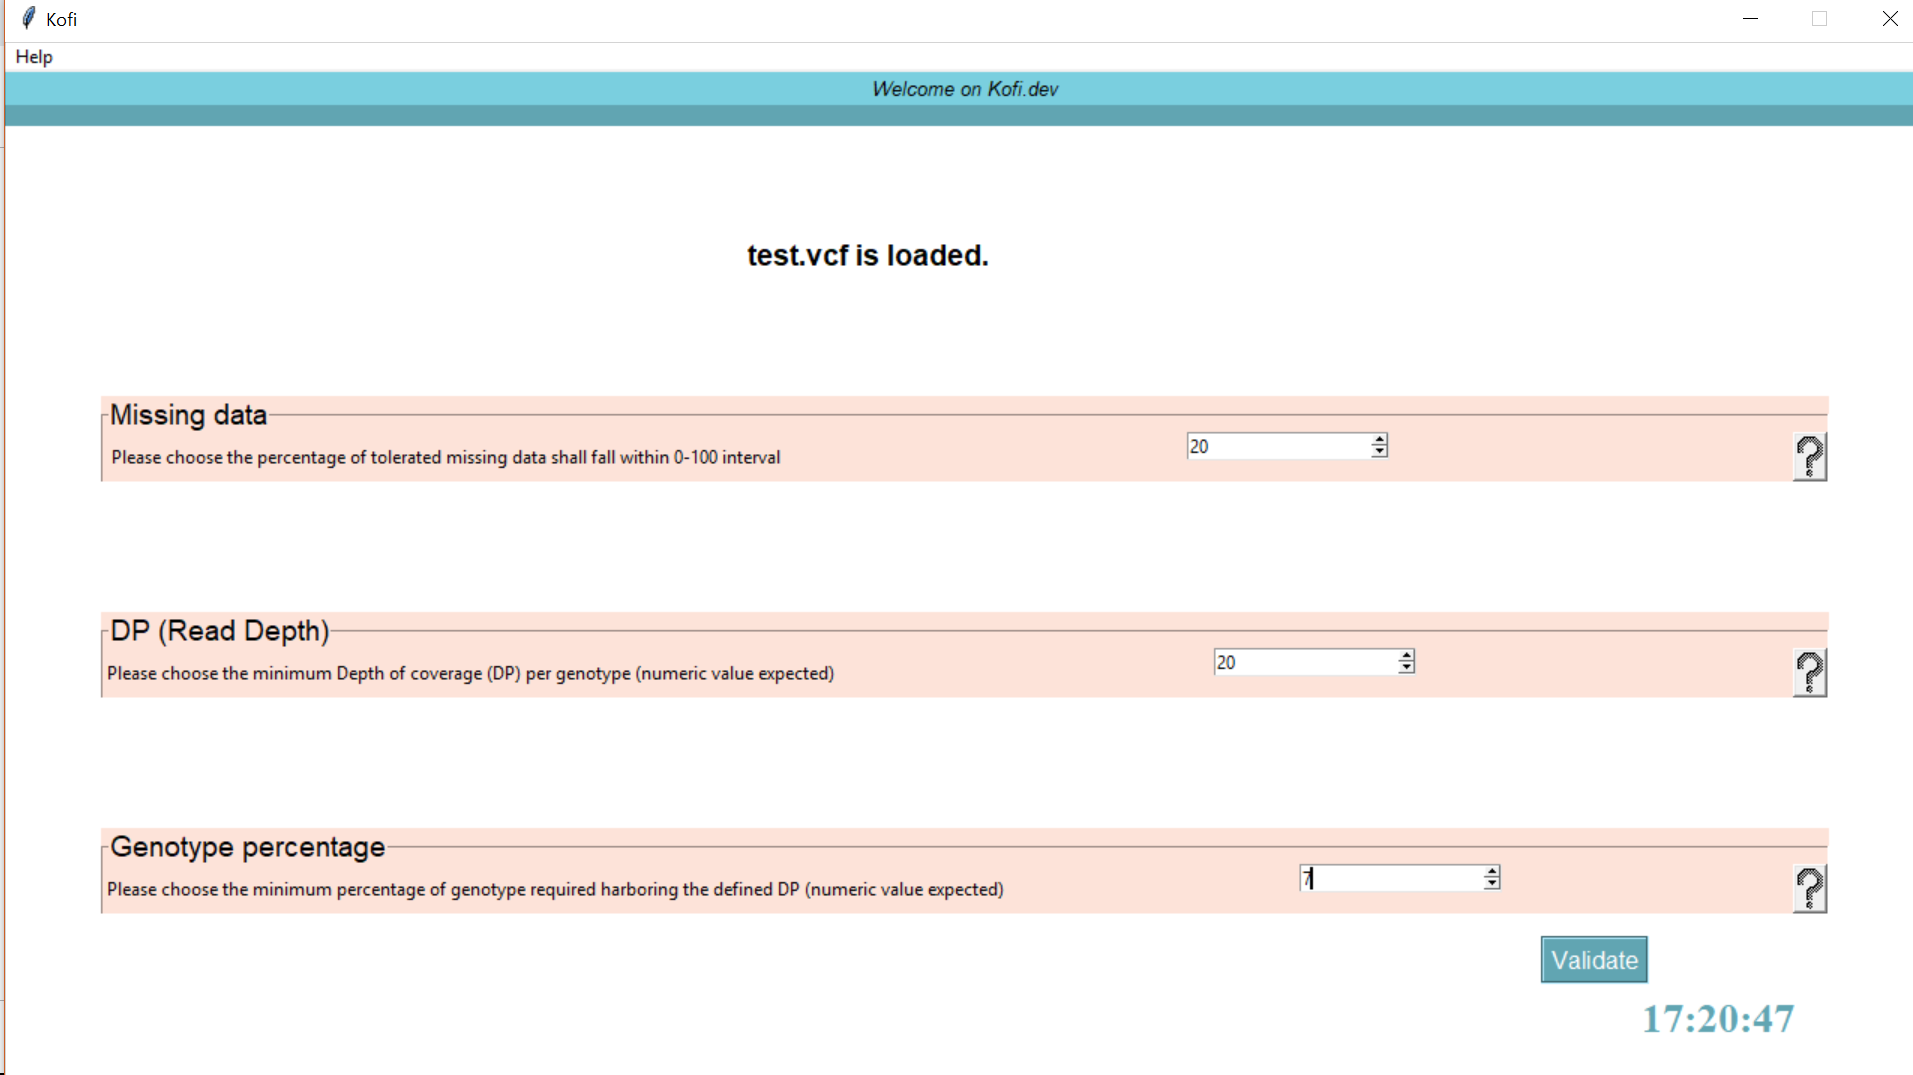 Kofi
Help
Welcome on Kofi.dev
test.vcf is loaded.
Missing data
Please choose the percentage of tolerated missing data shall fall within 0-100 interval
20
?
DP (Read Depth)
Please choose the minimum Depth of coverage (DP) per genotype (numeric value expected)
20
?
Genotype percentage
Please choose the minimum percentage of genotype required harboring the defined DP (numeric value expected)
7
?
Validate
17:20:47